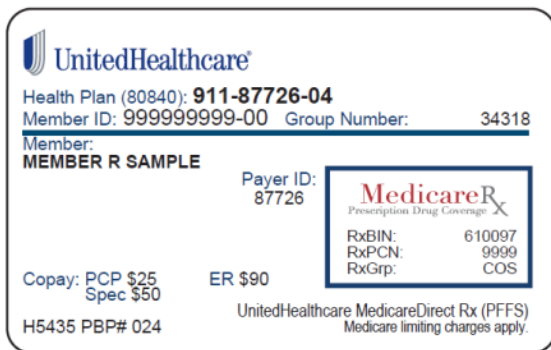 UnitedHealthcare®
Health Plan (80840): 911-87726-04
Member ID: 999999999-00 Group Number: 34318
Member:
MEMBER R SAMPLE
Payer ID:
87726
MedicareRx
Prescription Drug Coverage
RxBIN: 610097
RxPCN: 9999
RxGrp: COS
Copay: PCP $25 ER $90
Spec $50
UnitedHealthcare MedicareDirect Rx (PFFS)
H5435 PBP# 024 Medicare limiting charges apply.